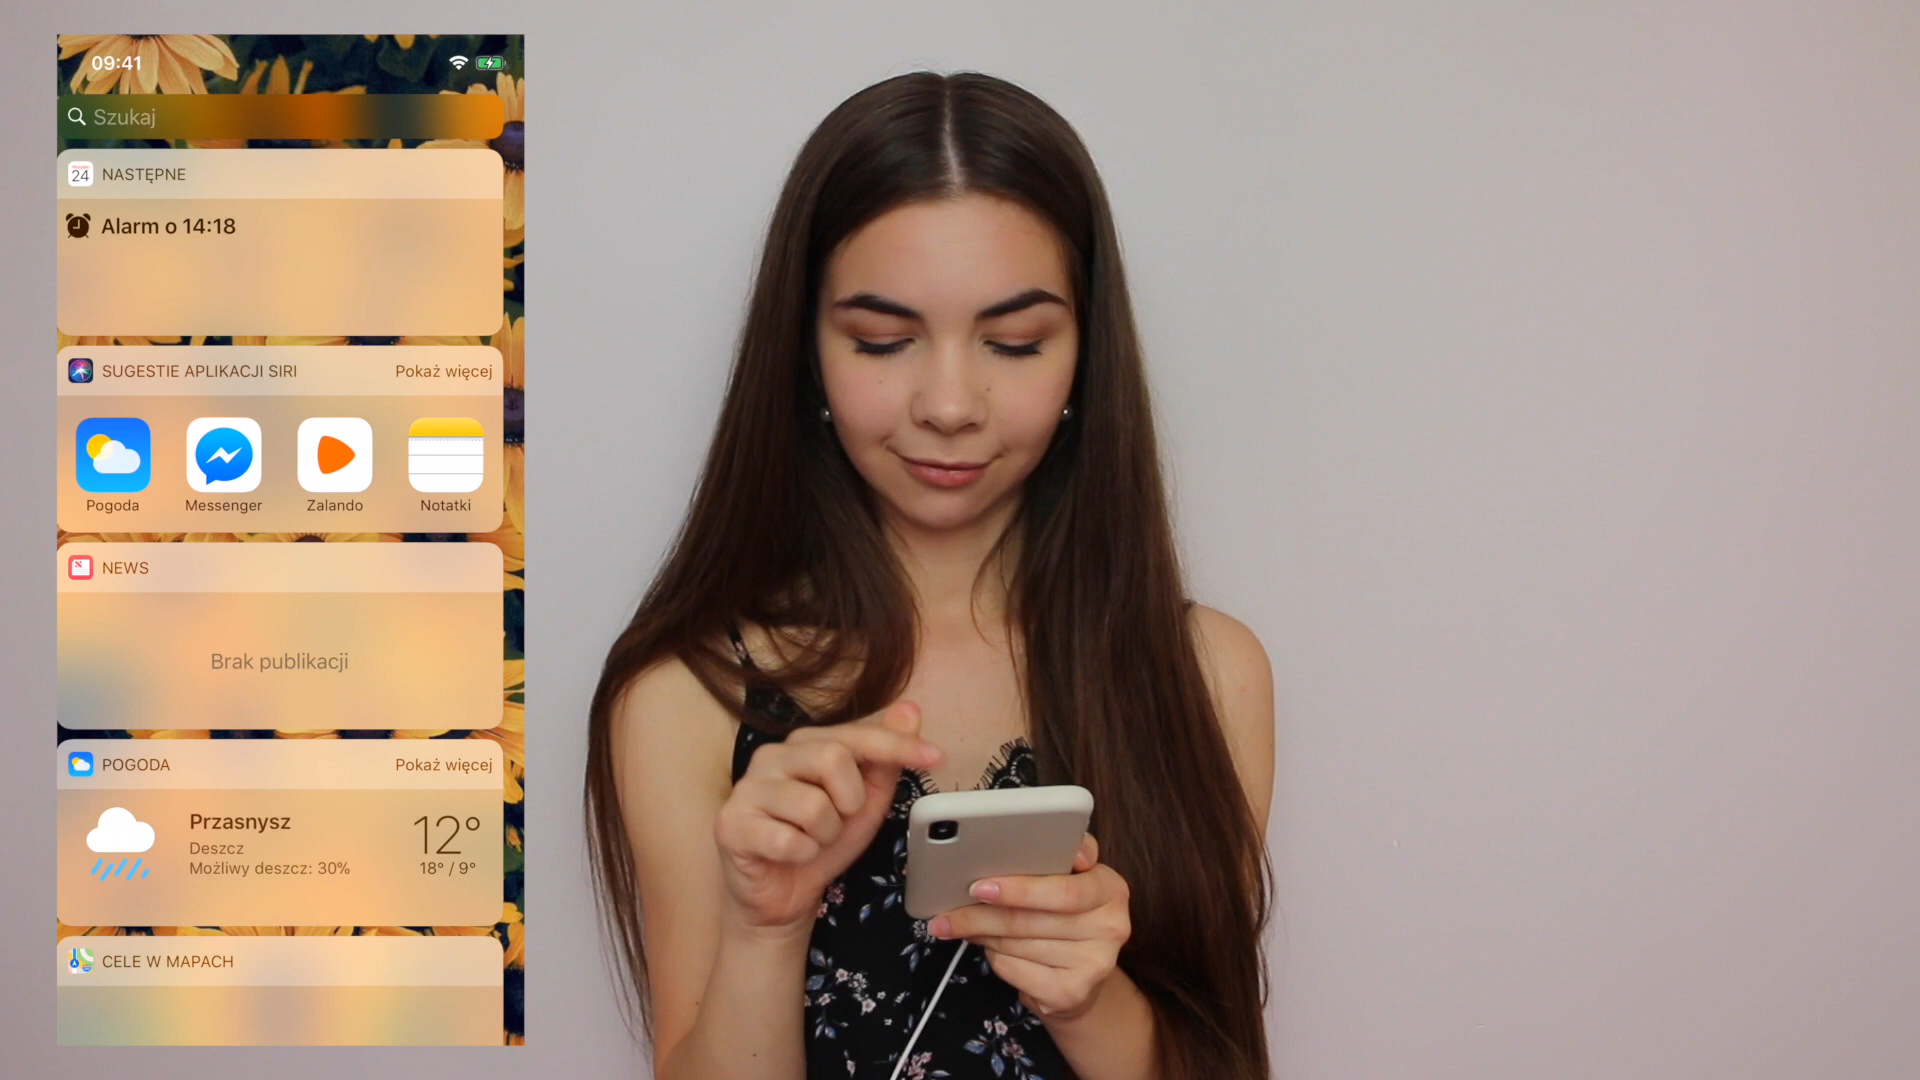 09:41
Szukaj
24
NASTĘPNE
Alarm o 14:18
SUGESTIE APLIKACJI SIRI
Pokaż więcej
Pogoda
Messenger
Zalando
Notatki
NEWS
Brak publikacji
POGODA
Pokaż więcej
Przasnysz
12°
Deszcz
Możliwy deszcz: 30%
18° / 9°
CELE W MAPACH